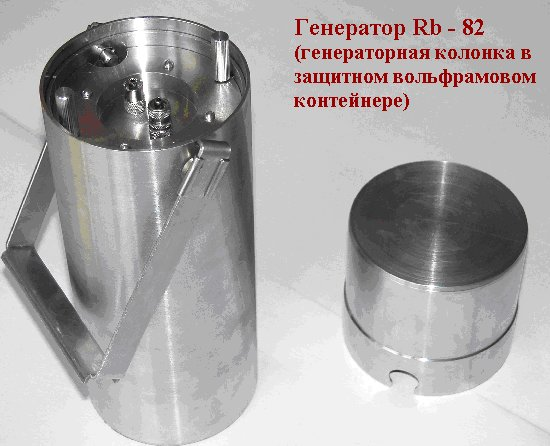 Генератор Rb - 82
(генераторная колонка в
защитном вольфрамовом
контейнере)